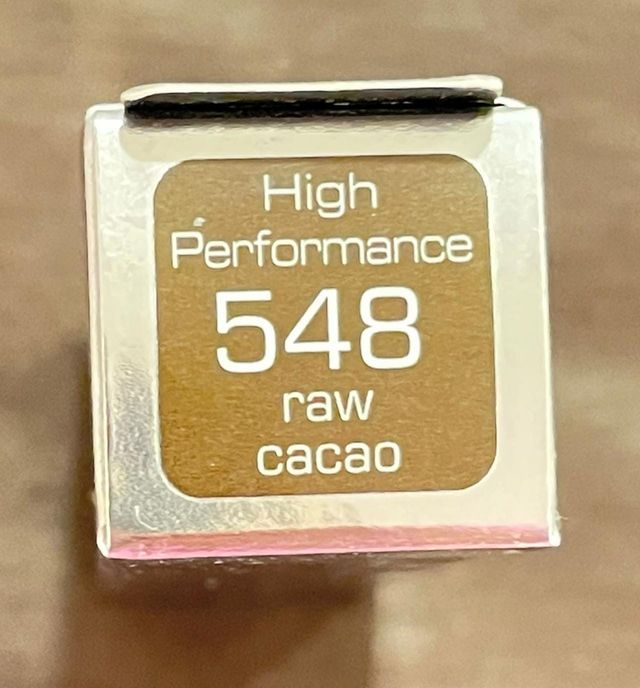 High
Performance
548
raw
cacao